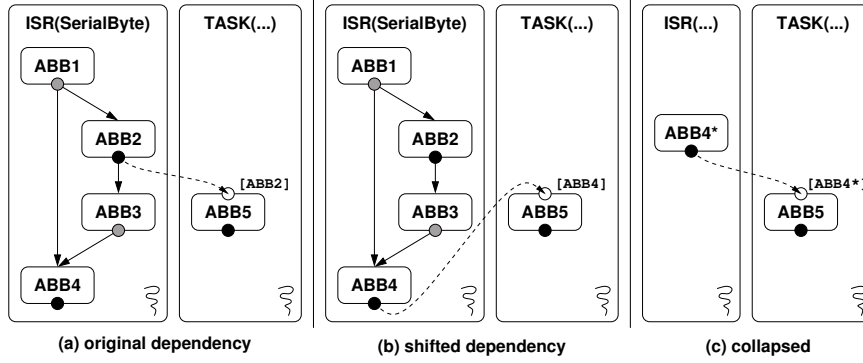 ISR(SerialByte) TASK(...)
ABB1
ABB2
[ABB2]
ABB3 ABB5
ABB4
(a) original dependency
ISR(SerialByte) TASK(...)
ABB1
ABB2
[ABB4]
ABB3 ABB5
ABB4
(b) shifted dependency
ISR(...) TASK(...)
ABB4*
[ABB4*]
ABB5
(c) collapsed